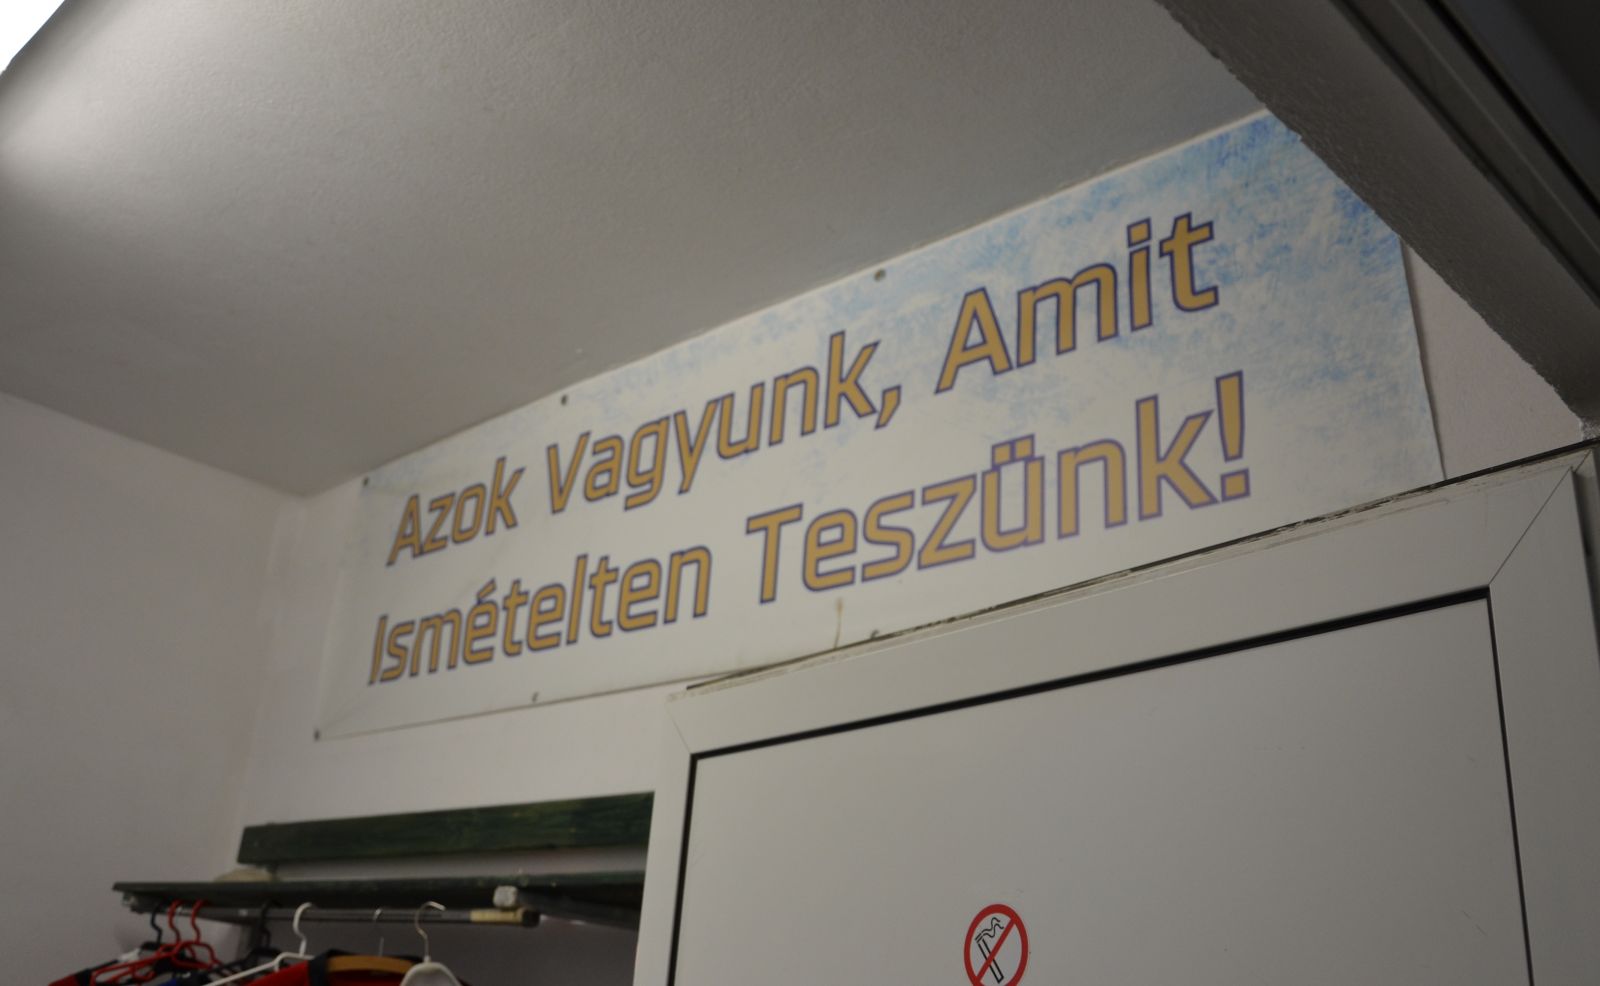 Azok Vagyunk, Amit
Ismételten Teszünk!